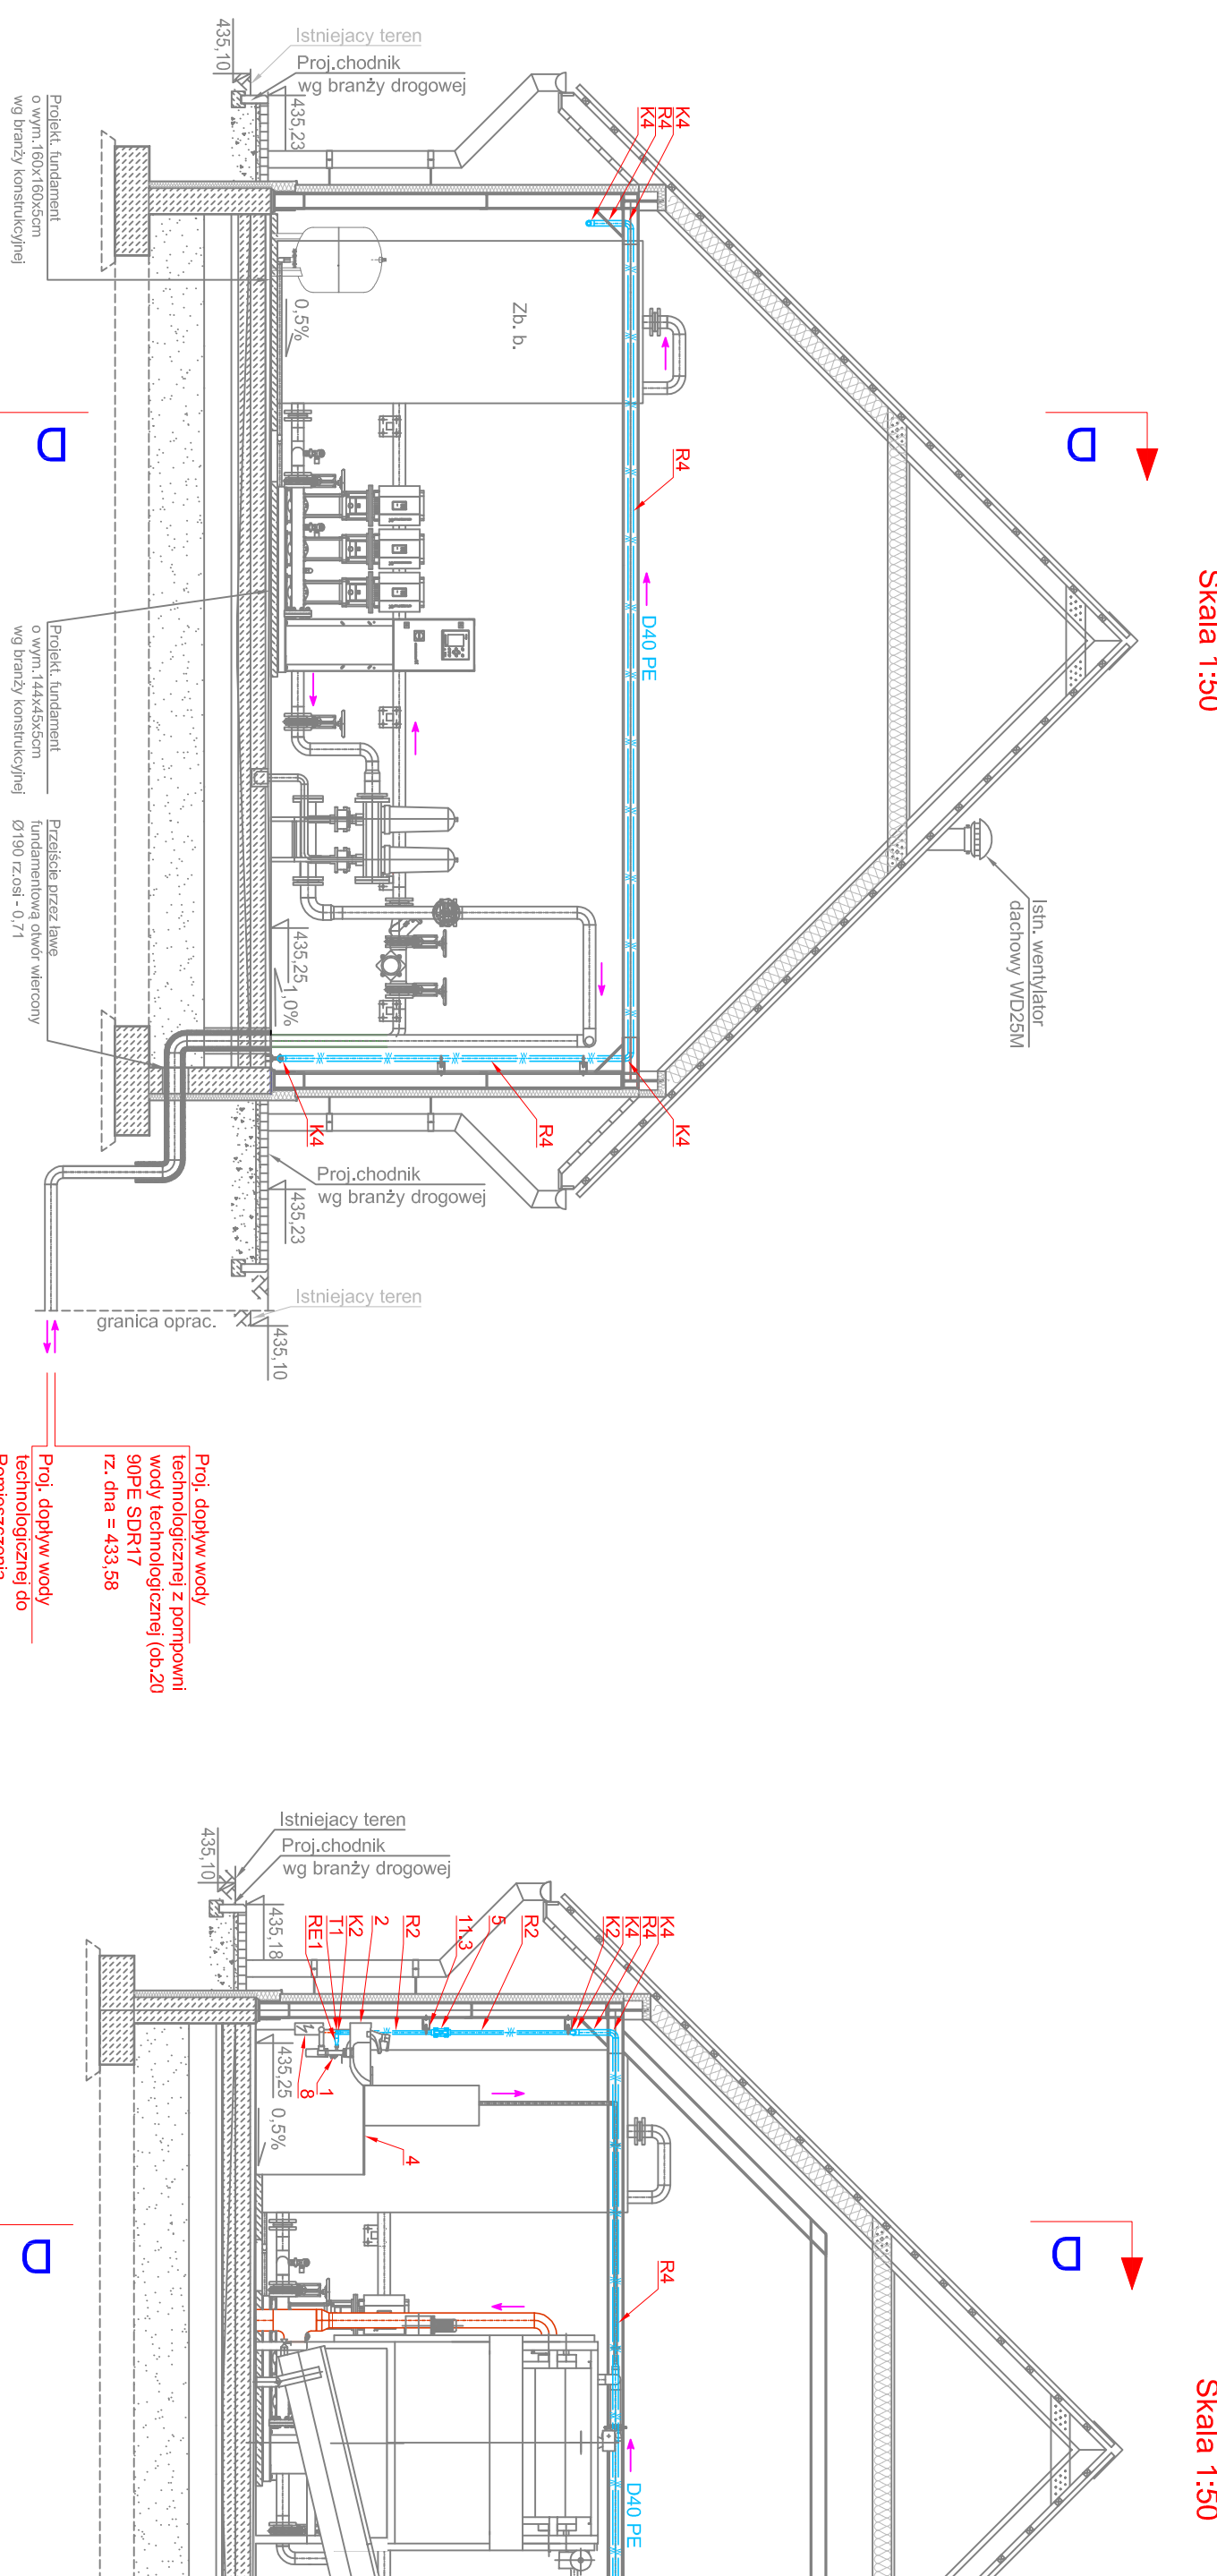 Skala 1:50
D
D
Istniejacy teren
Proj.chodnik
wg branży drogowej
435,10
435,23
K4
R4
K4
Zb. b.
0,5%
R4
D40 PE
Istn. wentylator
dachowy WD25M
435,25
1,0%
K4
R4
K4
Proj.chodnik
wg branży drogowej
435,23
Istniejacy teren
435,10
granica oprac.
Projekt. fundament
o wym.160x160x5cm
wg branży konstrukcyjnej
Projekt. fundament
o wym.144x45x5cm
wg branży konstrukcyjnej
Przejście przez ławe
fundamentową otwór wiercony
Ø190 rz.osi - 0,71
Proj. dopływ wody
technologicznej z pompowni
wody technologicznej (ob.20
90PE SDR17
rz. dna = 433,58
Proj. dopływ wody
technologicznej do
Skala 1:50
D
D
Istniejacy teren
Proj.chodnik
wg branży drogowej
435,10
435,18
K4
R4
K4
K2
R2
5
11.3
R2
2
K2
T1
RE1
1
8
435,25
0,5%
4
R4
D40 PE